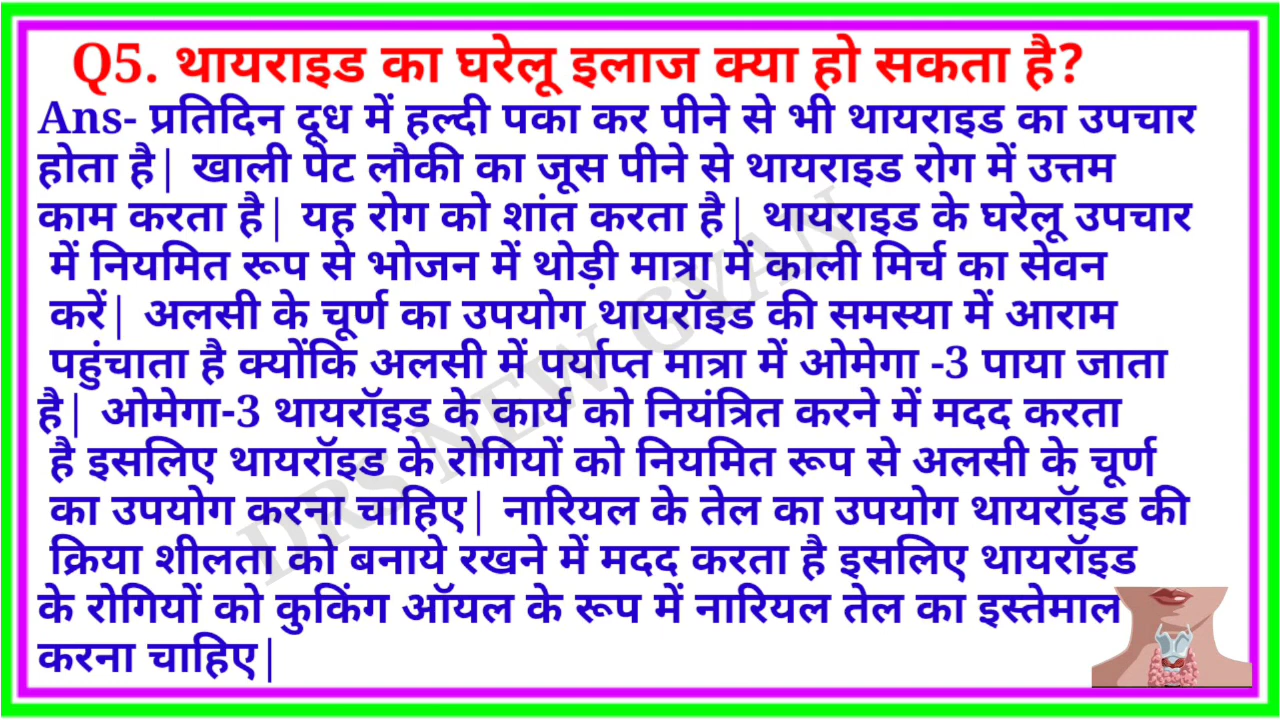 Q5. थायराइड का घरेलू इलाज क्या हो सकता है?
Ans- प्रतिदिन दूध में हल्दी पका कर पीने से भी थायराइड का उपचार
होता है| खाली पेट लौकी का जूस पीने से थायराइड रोग में उत्तम
काम करता है| यह रोग को शांत करता है| थायराइड के घरेलू उपचार
में नियमित रूप से भोजन में थोड़ी मात्रा में काली मिर्च का सेवन
करें| अलसी के चूर्ण का उपयोग थायरॉइड की समस्या में आराम
पहुंचाता है क्योंकि अलसी में पर्याप्त मात्रा में ओमेगा -3 पाया जाता
है| ओमेगा-3 थायरॉइड के कार्य को नियंत्रित करने में मदद करता
है इसलिए थायरॉइड के रोगियों को नियमित रूप से अलसी के चूर्ण
का उपयोग करना चाहिए| नारियल के तेल का उपयोग थायरॉइड की
क्रिया शीलता को बनाये रखने में मदद करता है इसलिए थायरॉइड
के रोगियों को कुकिंग ऑयल के रूप में नारियल तेल का इस्तेमाल
करना चाहिए|
DRS NEW GYAN